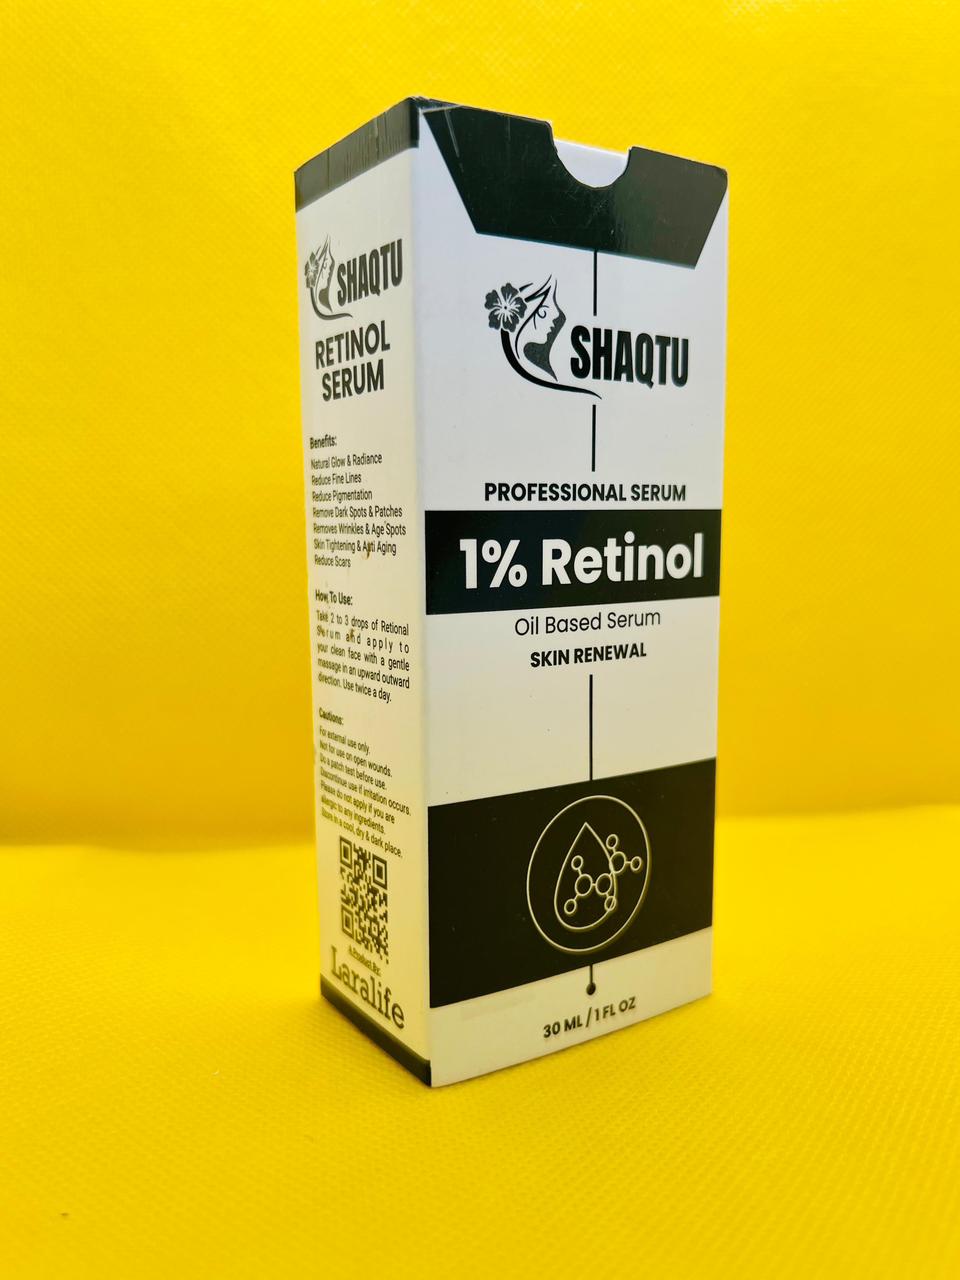 SHAQTU
RETINOL
SERUM
Benefits:
Natural Glow & Radiance
Reduce Fine Lines
Reduce Pigmentation
Remove Dark Spots & Patches
Removes Wrinkles & Age Spots
Skin Tightening & Anti Aging
Reduce Scars
How To Use:
Take 2 to 3 drops of Retional
Serum and apply to
your clean face with a gentle
massage in an upward outward
direction. Use twice a day.
Cautions:
For external use only.
Not for use on open wounds.
Do a patch test before use.
Discontinue use if irritation occurs.
Please do not apply if you are
allergic to any ingredients.
Store in a cool, dry & dark place.
A Product By:
Laralife
SHAQTU
PROFESSIONAL SERUM
1% Retinol
Oil Based Serum
SKIN RENEWAL
30 ML / 1 FL OZ